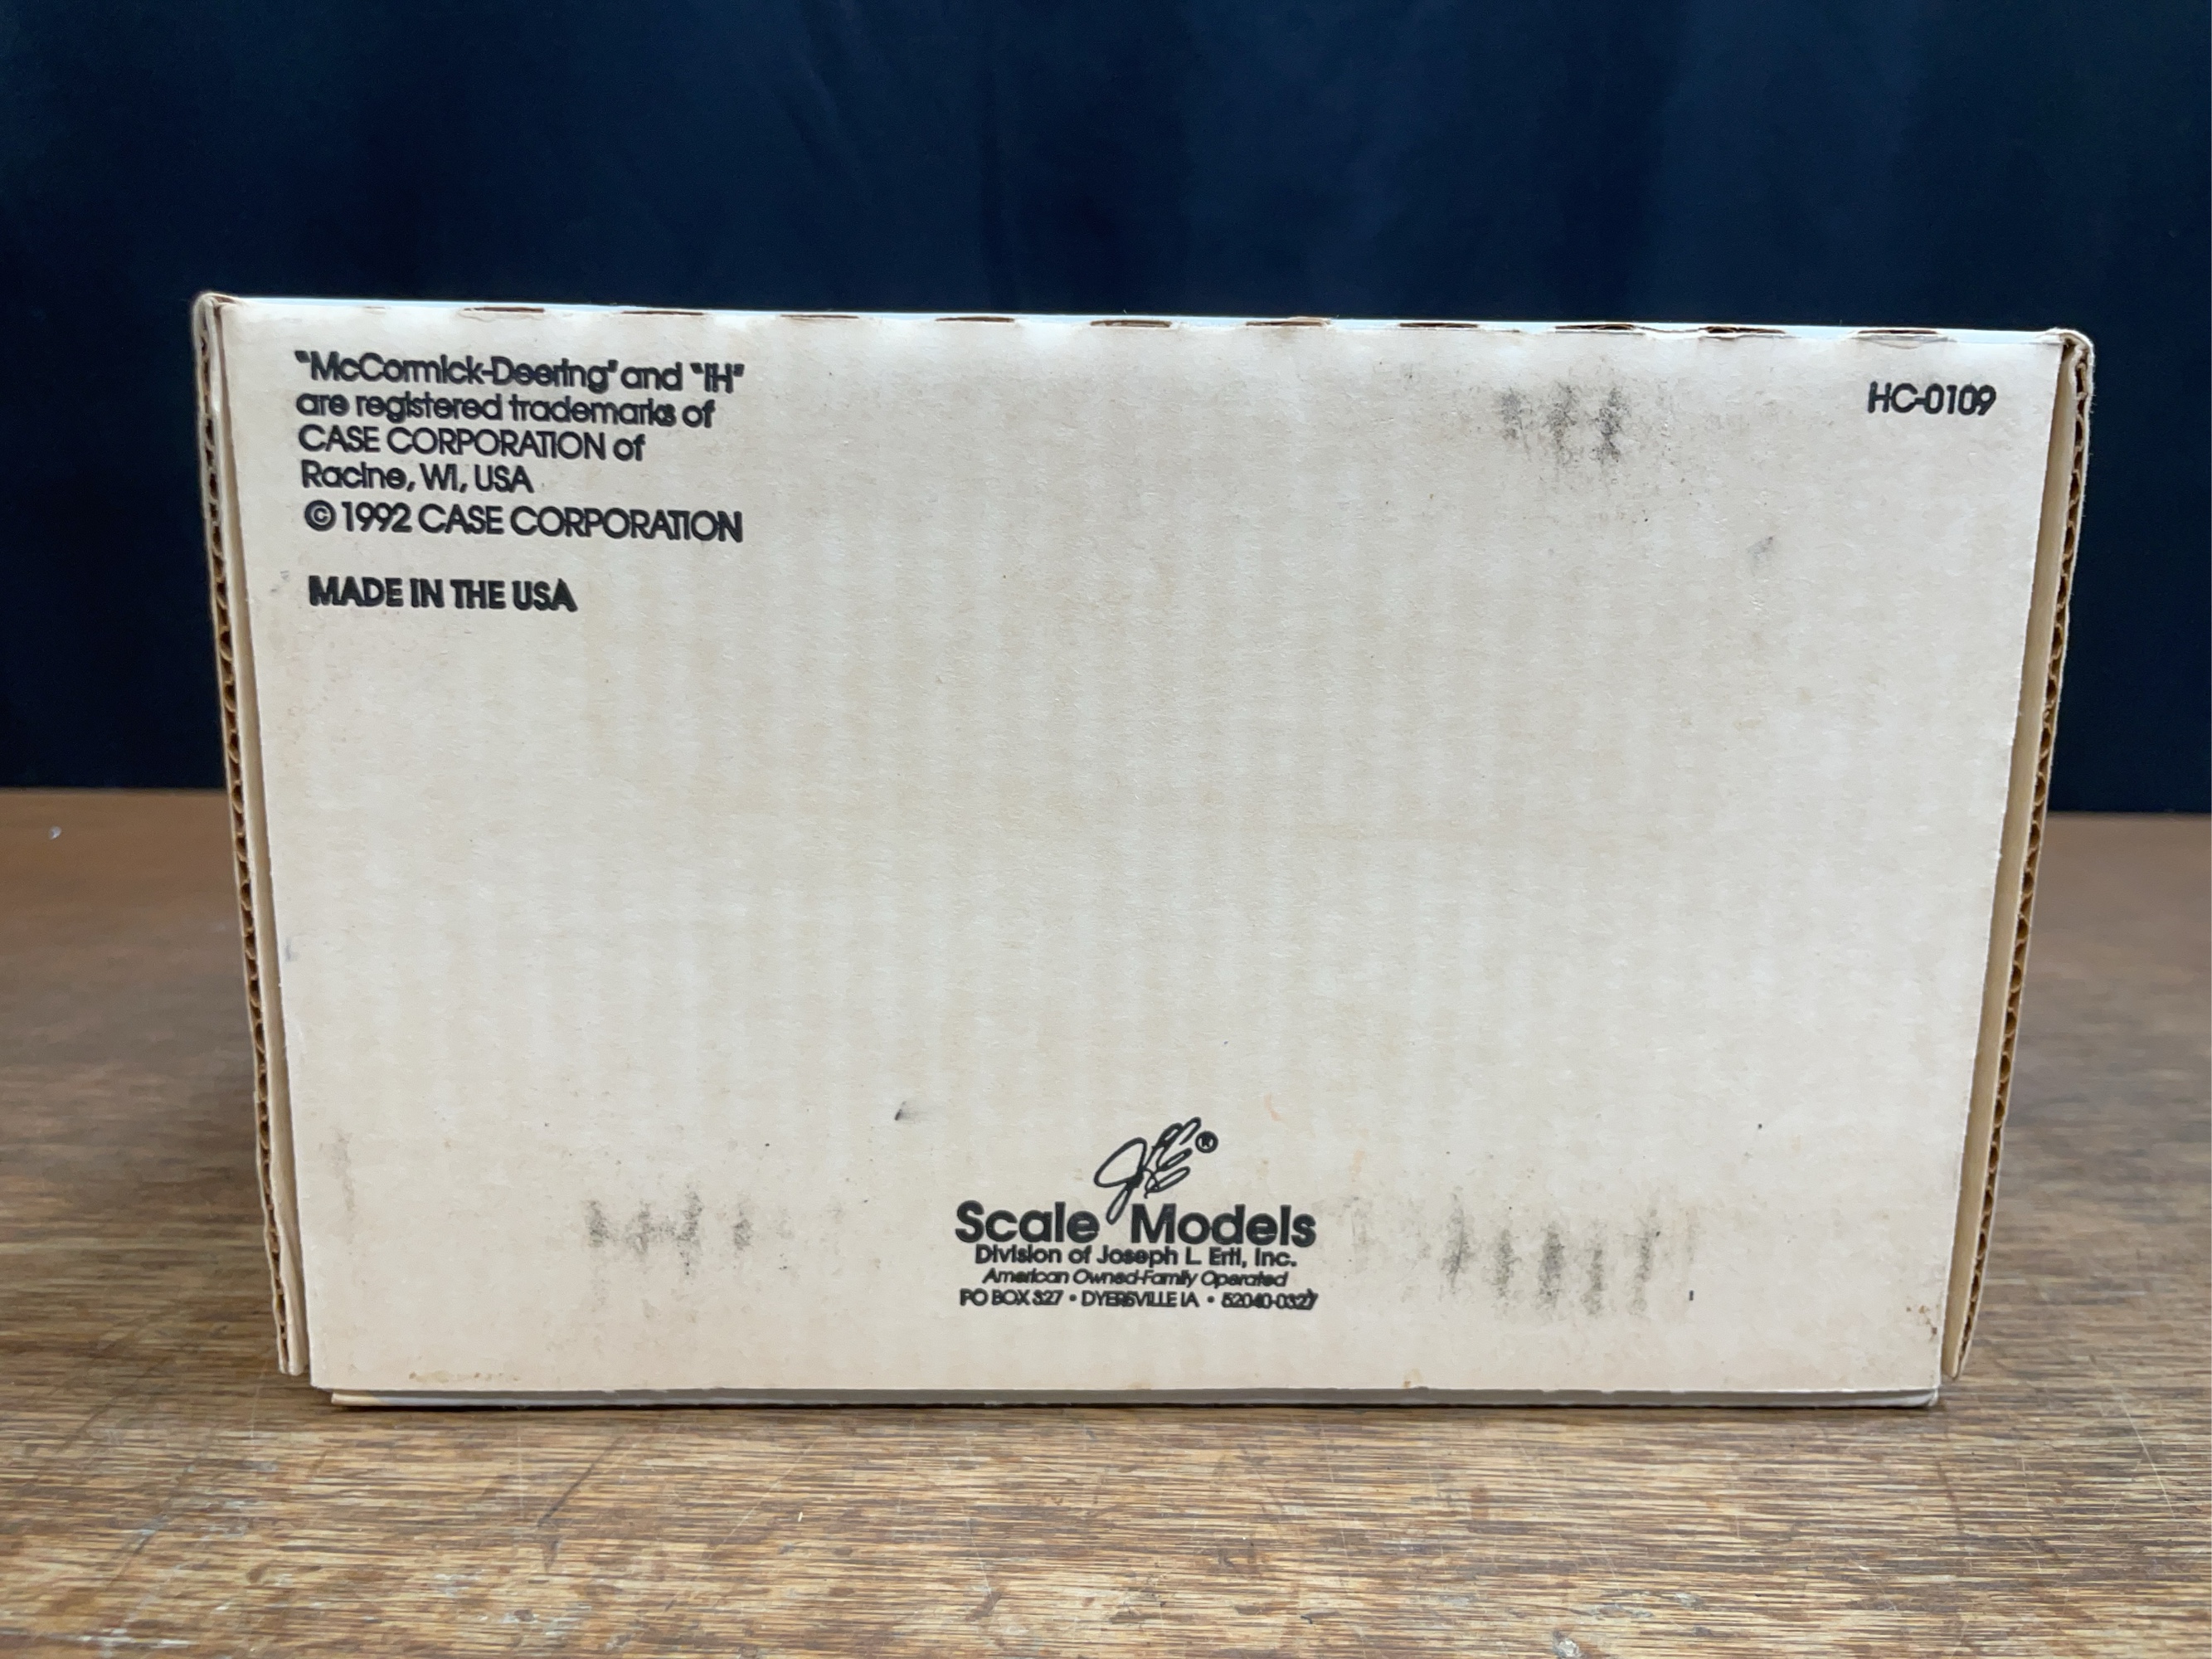 "McCormick-Deering" and "IH"
are registered trademarks of
CASE CORPORATION of
Racine, WI, USA
© 1992 CASE CORPORATION
MADE IN THE USA
HC-0109
JLE®
Scale Models
Division of Joseph L. Ertl, Inc.
American Owned-Family Operated
PO BOX 327 • DYERSVILLE IA • 52040-0327